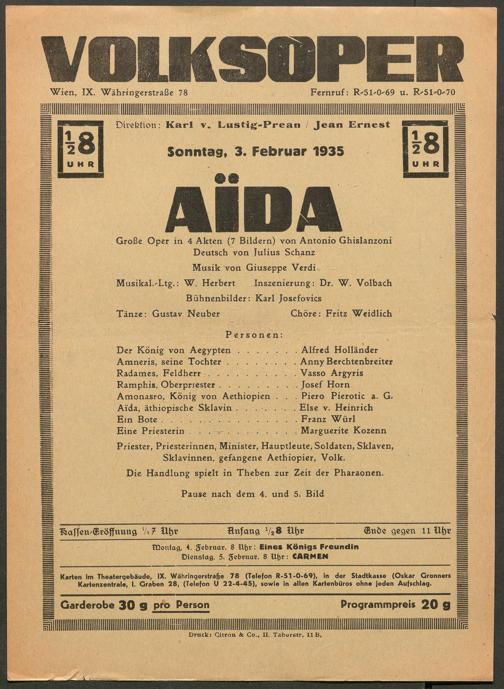 VOLKSOPER
Wien, IX. Währingerstraße 78 Fernruf: R-51-0-69 u. R-51-0-70
1/2 8 UHR
Direktion: Karl v. Lustig-Prean / Jean Ernest
1/2 8 UHR
Sonntag, 3. Februar 1935
AÏDA
Große Oper in 4 Akten (7 Bildern) von Antonio Ghislanzoni
Deutsch von Julius Schanz
Musik von Giuseppe Verdi
Musikal.-Ltg.: W. Herbert Inszenierung: Dr. W. Volbach
Bühnenbilder: Karl Josefovics
Tänze: Gustav Neuber Chöre: Fritz Weidlich
Personen:
Der König von Aegypten . . . . . . . Alfred Holländer
Amneris, seine Tochter . . . . . . . . Anny Berchtenbreiter
Radames, Feldherr . . . . . . . . . . Vasso Argyris
Ramphis, Oberpriester . . . . . . . . . Josef Horn
Amonasro, König von Aethiopien . . . Piero Pierotic a. G.
Aïda, äthiopische Sklavin . . . . . . . Else v. Heinrich
Ein Bote . . . . . . . . . . . . . . Franz Würl
Eine Priesterin . . . . . . . . . . . Marguerite Kozenn
Priester, Priesterinnen, Minister, Hauptleute, Soldaten, Sklaven,
Sklavinnen, gefangene Aethiopier, Volk.
Die Handlung spielt in Theben zur Zeit der Pharaonen.
Pause nach dem 4. und 5. Bild
Kassen-Eröffnung 1/2 7 Uhr Anfang 1/2 8 Uhr Ende gegen 11 Uhr
Montag, 4. Februar, 8 Uhr: Eines Königs Freundin
Dienstag, 5. Februar, 8 Uhr: CARMEN
Karten im Theatergebäude, IX. Währingerstraße 78 (Telefon R-51-0-69), in der Stadtkasse (Oskar Gronners
Kartenzentrale, I. Graben 28, (Telefon U 22-4-45), sowie in allen Kartenbüros ohne jeden Aufschlag.
Garderobe 30 g pro Person Programmpreis 20 g
Druck: Citron & Co., II. Taborstr. 11 B.